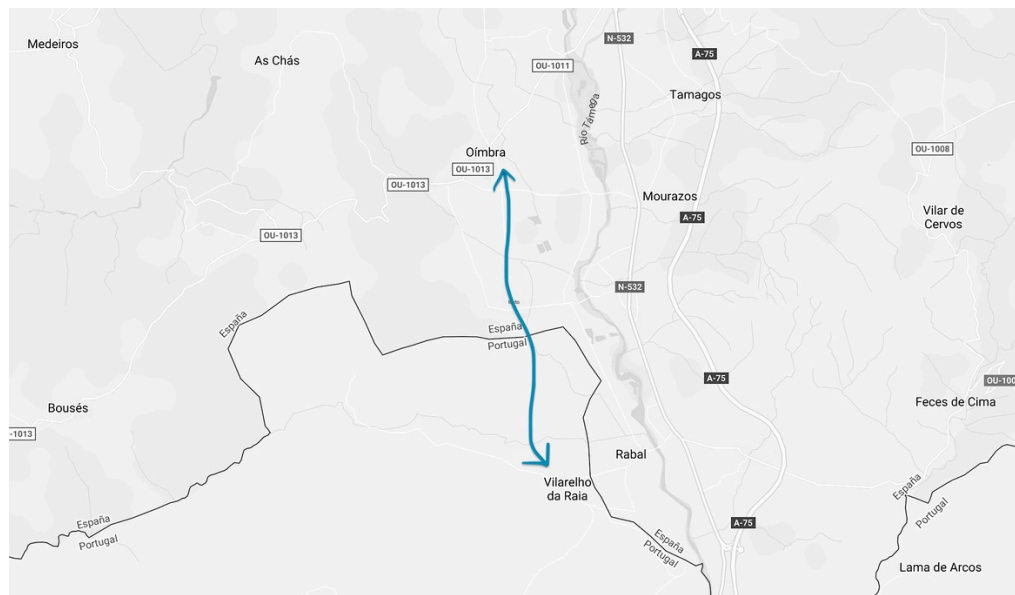 N-532
Medeiros
A-75
As Chás
OU-1011
Tamagos
Río Támega
OU-1008
Oímbra
OU-1013
OU-1013
Mourazos
Vilar de
Cervos
A-75
OU-1013
N-532
España
España
Portugal
A-75
OU-100
Feces de Cima
Bousés
-1013
Rabal
Vilarelho
da Raia
España
Portugal
España
Portugal
A-75
España
Portugal
Lama de Arcos